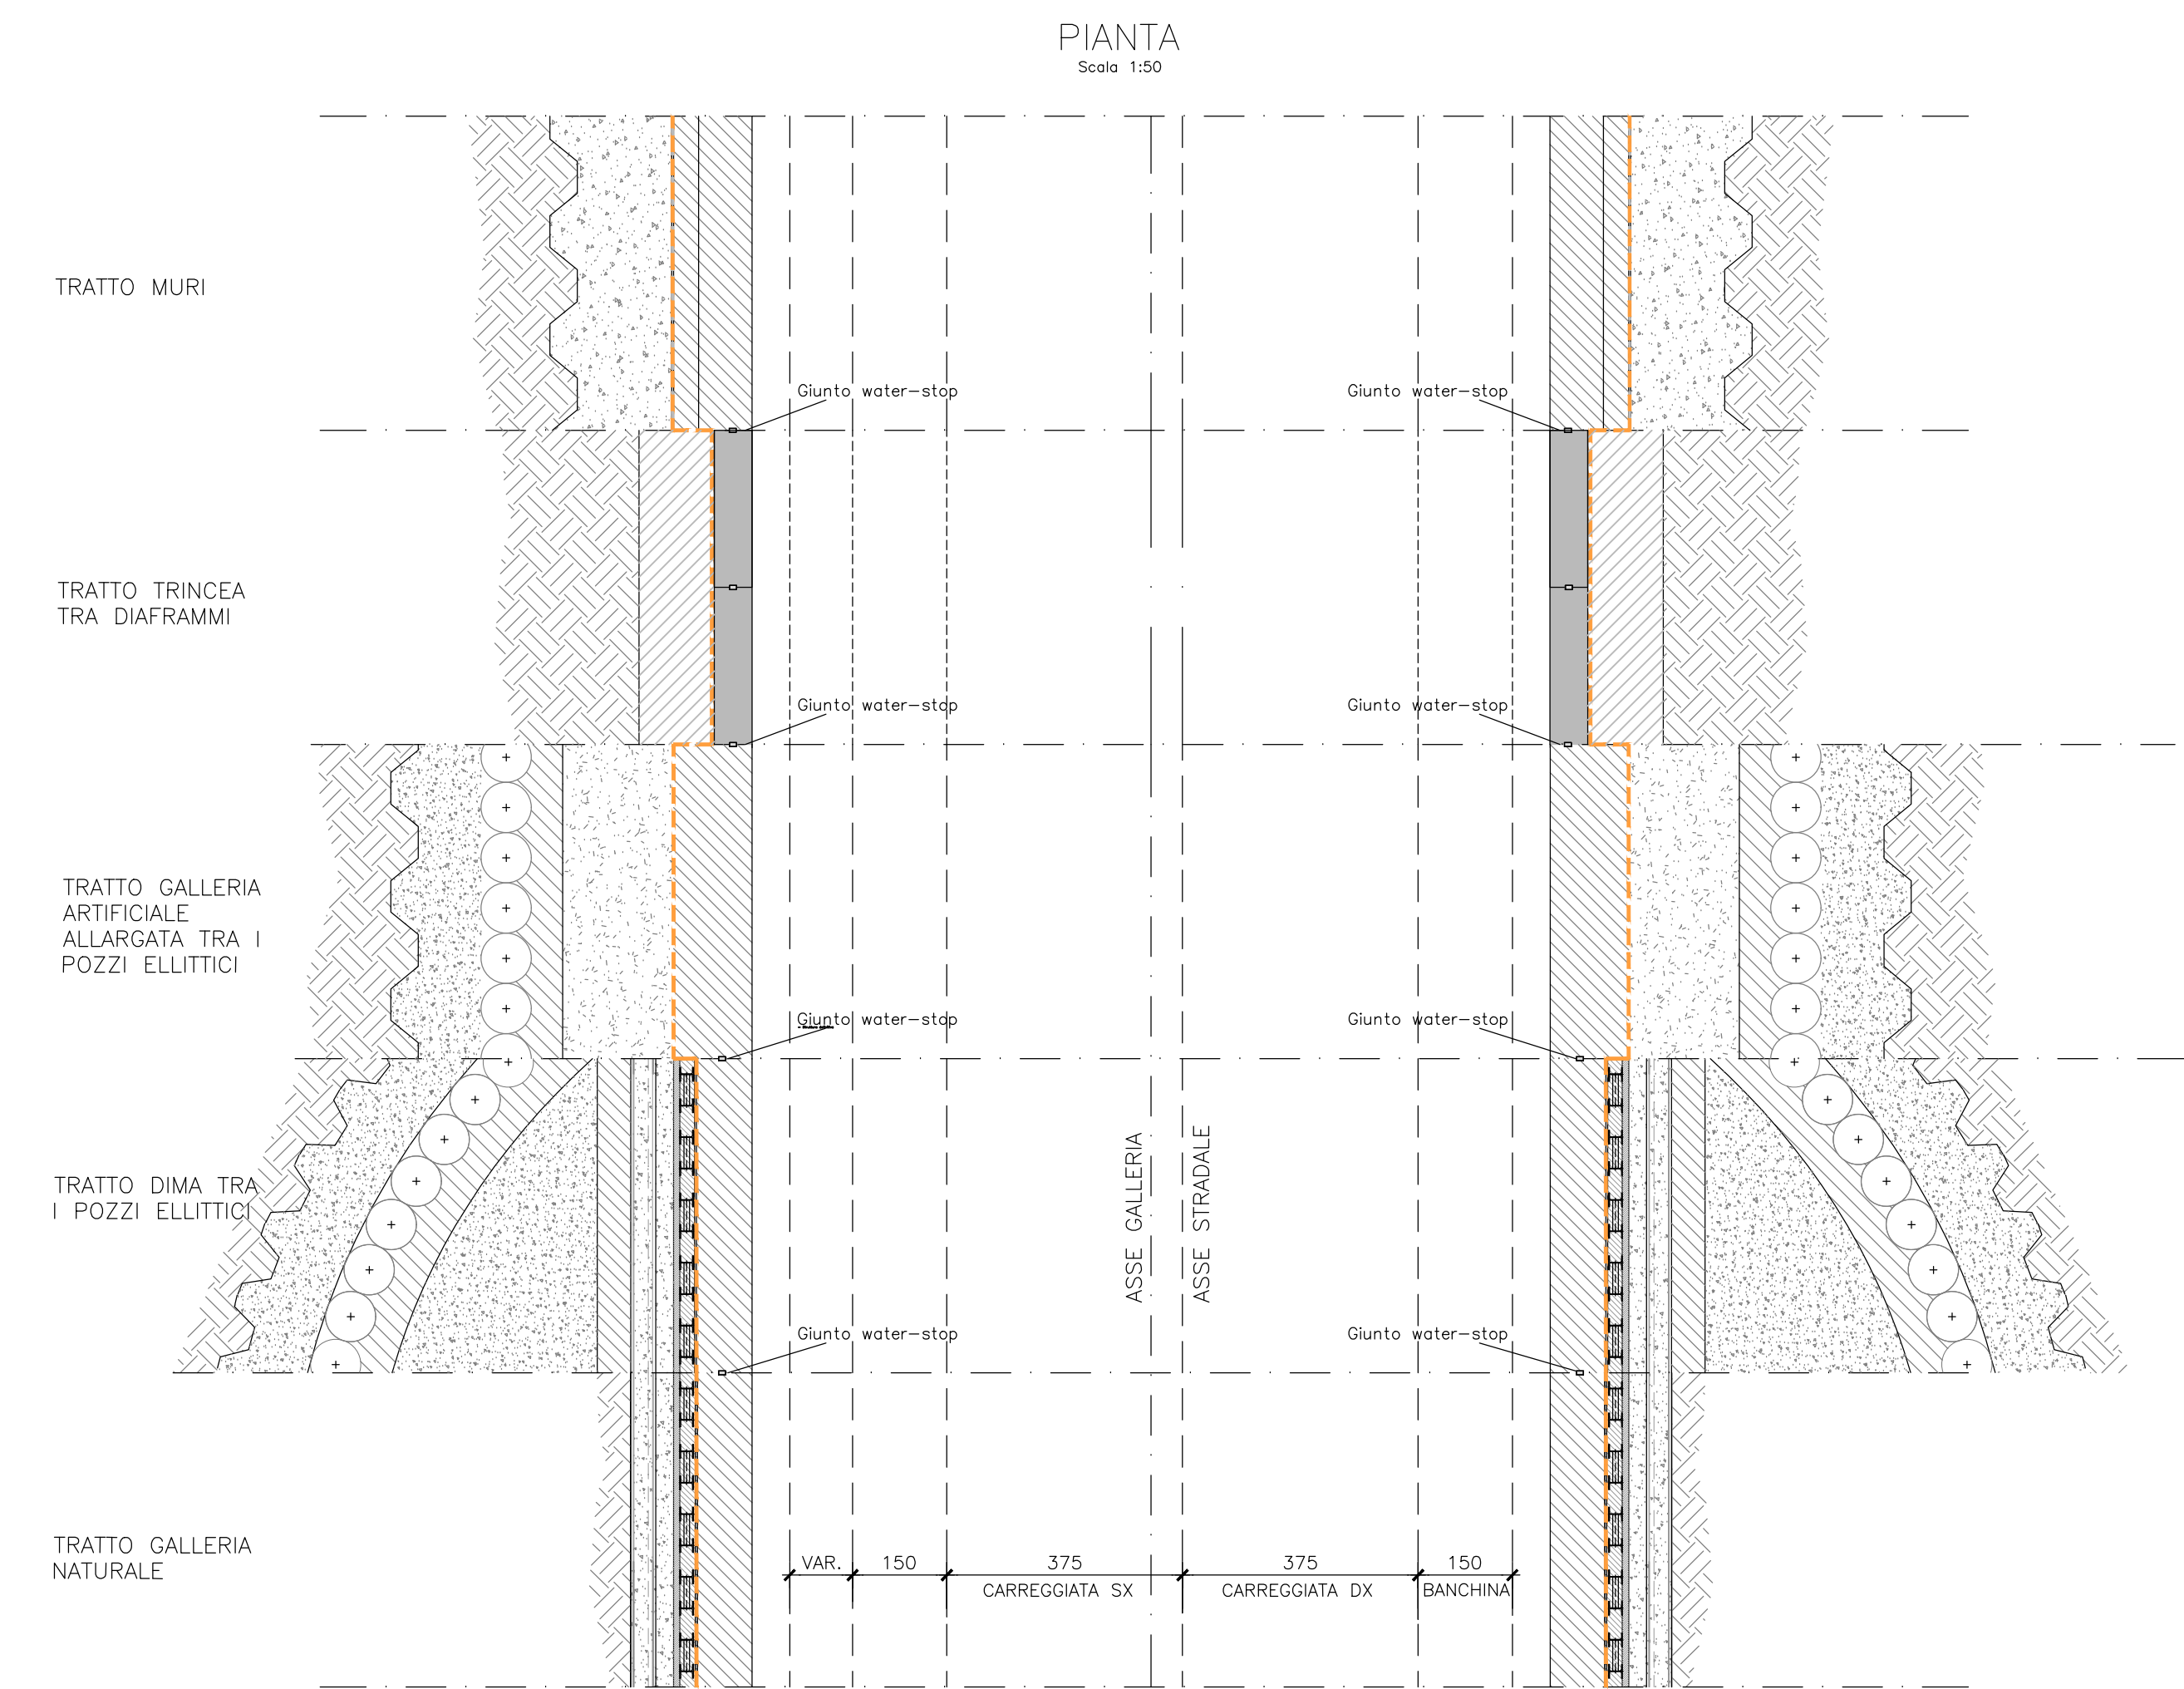 PIANTA
Scala 1:50
TRATTO MURI
Giunto water-stop
Giunto water-stop
TRATTO TRINCEA
TRA DIAFRAMMI
Giunto water-stop
Giunto water-stop
TRATTO GALLERIA
ARTIFICIALE
ALLARGATA TRA I
POZZI ELLITTICI
Giunto water-stop
Giunto water-stop
TRATTO DIMA TRA
I POZZI ELLITTICI
ASSE GALLERIA
ASSE STRADALE
Giunto water-stop
Giunto water-stop
TRATTO GALLERIA
NATURALE
VAR. 150 375 375 150
CARREGGIATA SX CARREGGIATA DX BANCHINA